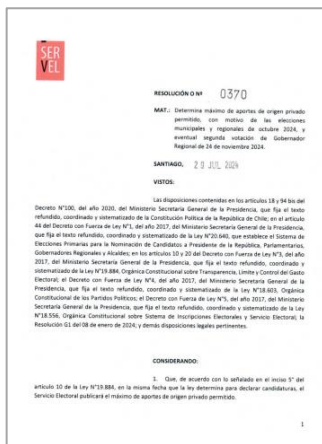 SER
VEL
RESOLUCIÓN O Nº 0370
MAT.: Determina máximo de aportes de origen privado
permitido, con motivo de las elecciones
municipales y regionales de octubre 2024, y
eventual segunda votación de Gobernador
Regional de 24 de noviembre 2024.
SANTIAGO, 29 JUL 2024
VISTOS:
Las disposiciones contenidas en los artículos 18 y 94 bis del
Decreto N°100, del año 2020, del Ministerio Secretaría General de la Presidencia, que fija el texto
refundido, coordinado y sistematizado de la Constitución Política de la República de Chile; en el artículo
44 del Decreto con Fuerza de Ley N°1, del año 2017, del Ministerio Secretaría General de la Presidencia,
que fija el texto refundido, coordinado y sistematizado de la Ley N°20.640, que establece el Sistema de
Elecciones Primarias para la Nominación de Candidatos a Presidente de la República, Parlamentarios,
Gobernadores Regionales y Alcaldes; en los artículos 10 y 20 del Decreto con Fuerza de Ley N°3, del año
2017, del Ministerio Secretaría General de la Presidencia, que fija el texto refundido, coordinado y
sistematizado de la Ley N°19.884, Orgánica Constitucional sobre Transparencia, Límite y Control del Gasto
Electoral; el Decreto con Fuerza de Ley N°4, del año 2017, del Ministerio Secretaría General de la
Presidencia, que fija el texto refundido, coordinado y sistematizado de la Ley N°18.603, Orgánica
Constitucional de los Partidos Políticos; el Decreto con Fuerza de Ley N°5, del año 2017, del Ministerio
Secretaría General de la Presidencia, que fija el texto refundido, coordinado y sistematizado de la Ley
N°18.556, Orgánica Constitucional sobre Sistema de Inscripciones Electorales y Servicio Electoral; la
Resolución G1 del 08 de enero de 2024; y demás disposiciones legales pertinentes.
CONSIDERANDO:
1. Que, de acuerdo con lo señalado en el inciso 5° del
artículo 10 de la Ley N°19.884, en la misma fecha que la ley determina para declarar candidaturas, el
Servicio Electoral publicará el máximo de aportes de origen privado permitido.
1